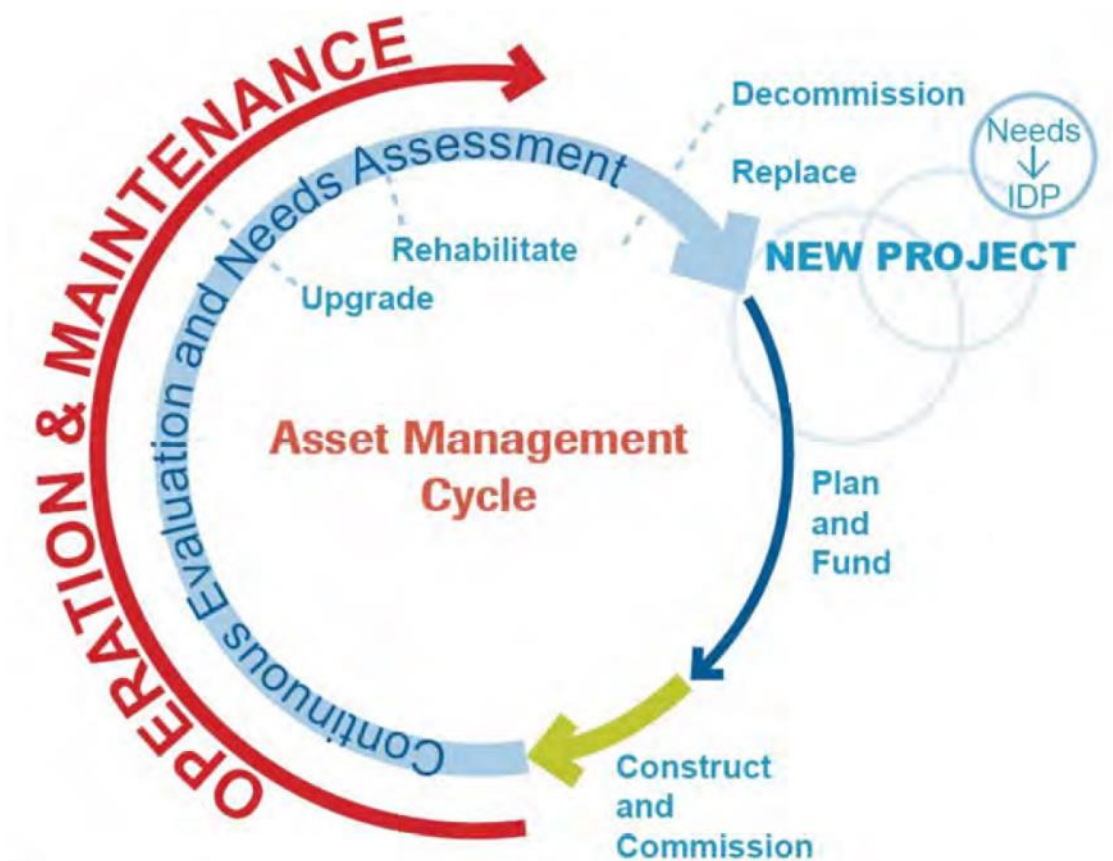 OPERATION & MAINTENANCE
Continuous Evaluation and Needs Assessment
Decommission
Replace
Needs
IDP
NEW PROJECT
Rehabilitate
Upgrade
Asset Management
Cycle
Plan
and
Fund
Construct
and
Commission